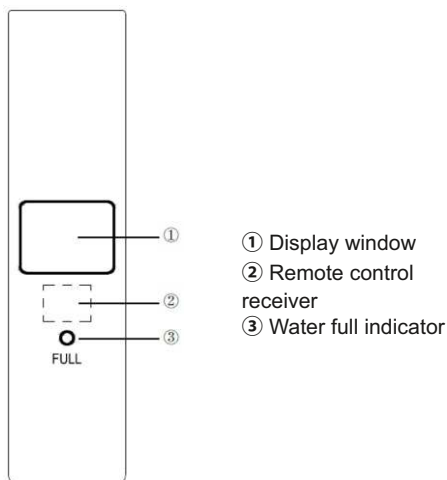 ①
②
③
FULL
① Display window
② Remote control
receiver
③ Water full indicator